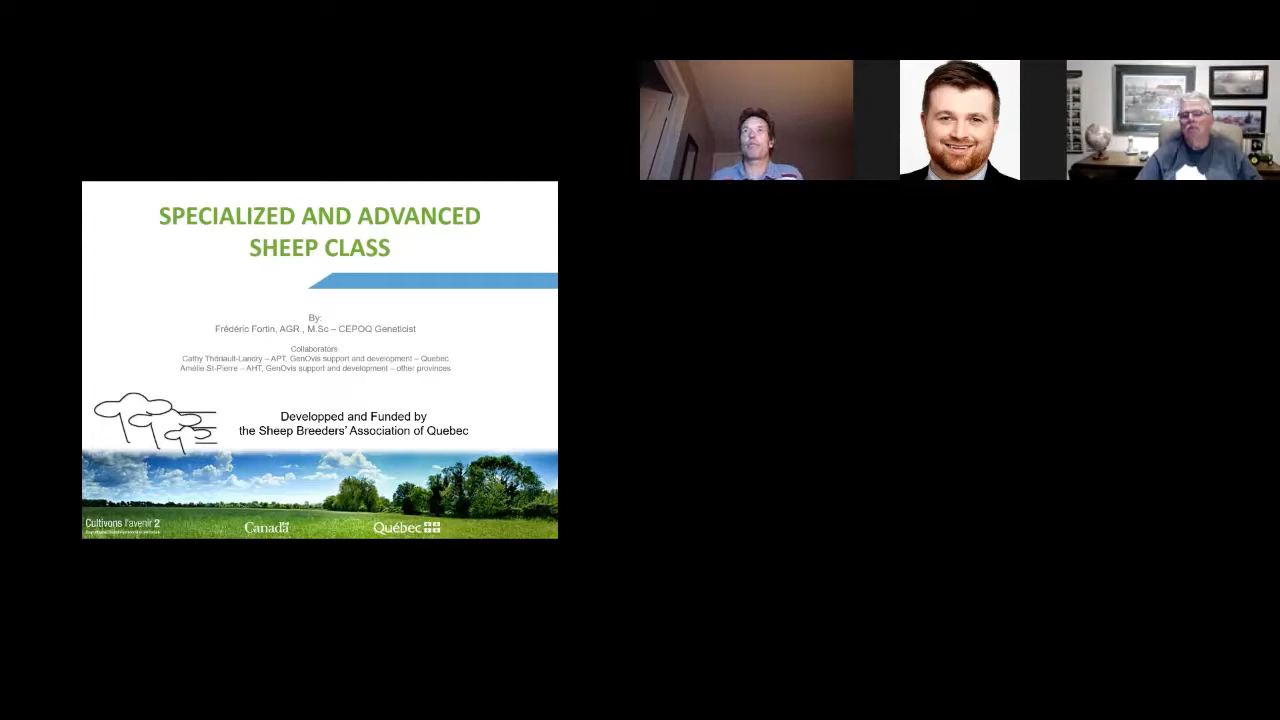 SPECIALIZED AND ADVANCED
SHEEP CLASS
By:
Frédéric Fortin, AGR , M.Sc – CEPOQ Geneticist
Collaborators
Cathy Thériault-Landry – APT, GenOvis support and development – Quebec
Amélie St-Pierre – AHT, GenOvis support and development – other provinces
Developped and Funded by
the Sheep Breeders' Association of Quebec
Cultivons l'avenir 2
Canada
Québec